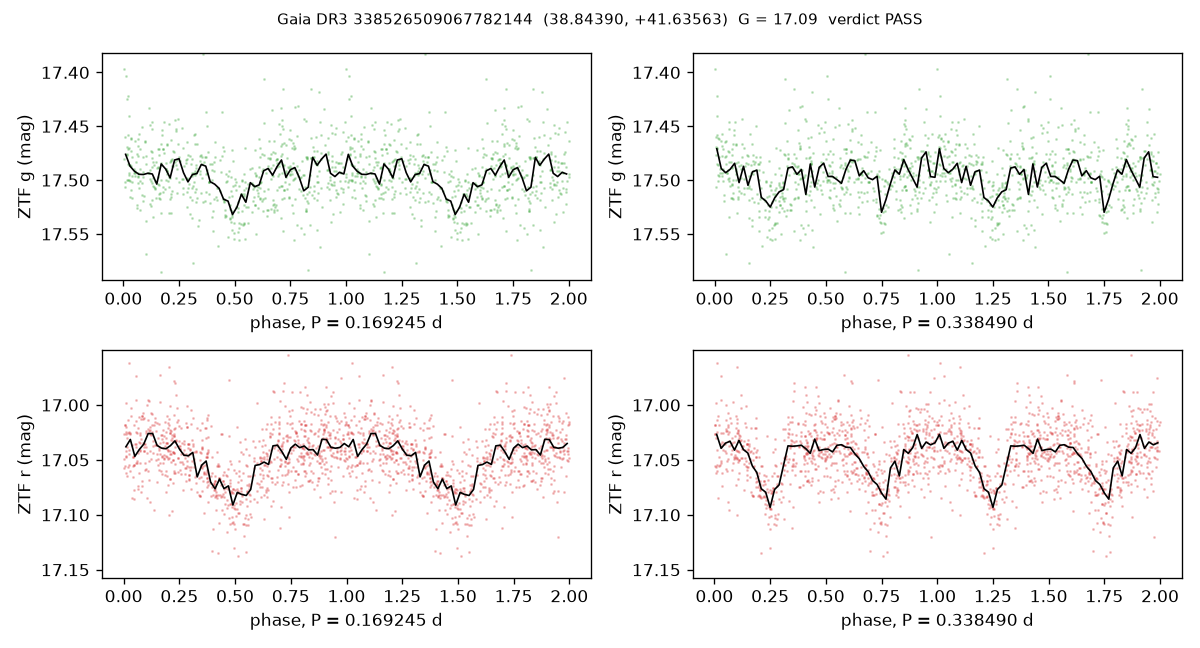 Gaia DR3 338526509067782144  (38.84390, +41.63563)  G = 17.09  verdict PASS
ZTF g (mag)
17.40
17.45
17.50
17.55
0.00 0.25 0.50 0.75 1.00 1.25 1.50 1.75 2.00
phase, P = 0.169245 d
ZTF g (mag)
17.40
17.45
17.50
17.55
0.00 0.25 0.50 0.75 1.00 1.25 1.50 1.75 2.00
phase, P = 0.338490 d
ZTF r (mag)
17.00
17.05
17.10
17.15
0.00 0.25 0.50 0.75 1.00 1.25 1.50 1.75 2.00
phase, P = 0.169245 d
ZTF r (mag)
17.00
17.05
17.10
17.15
0.00 0.25 0.50 0.75 1.00 1.25 1.50 1.75 2.00
phase, P = 0.338490 d